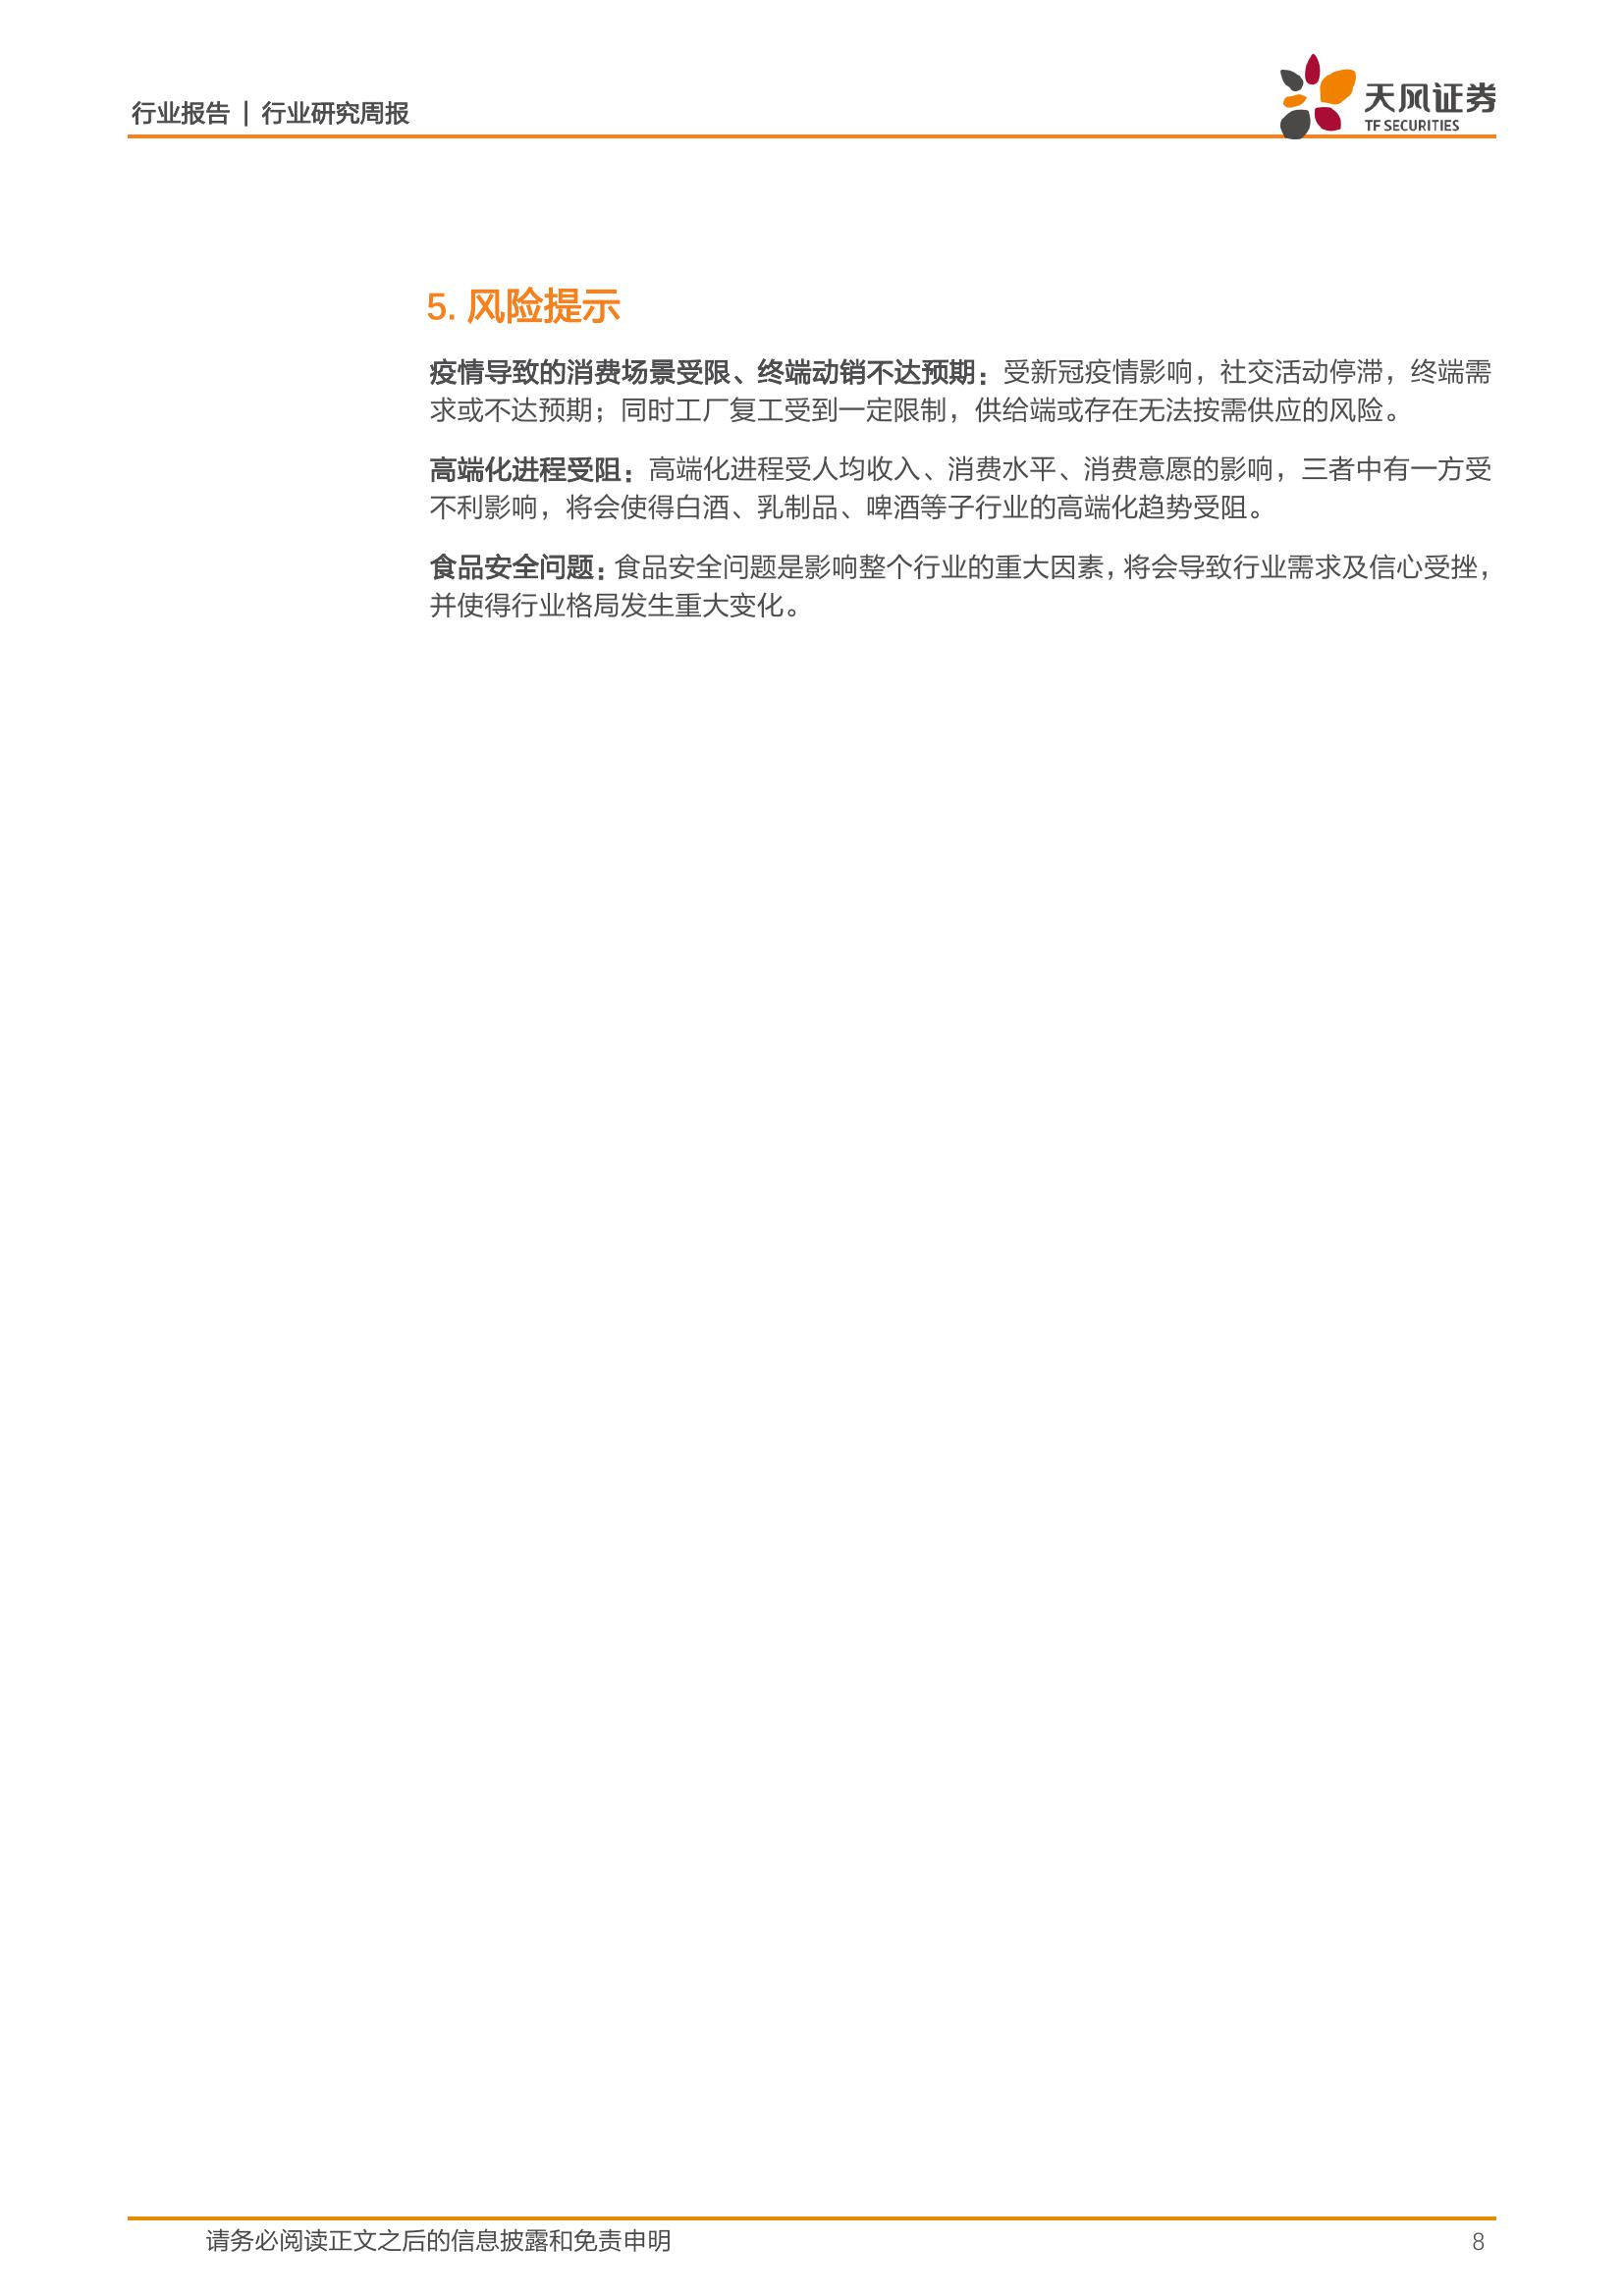 行业报告 | 行业研究周报
天风证券
TF SECURITIES
5. 风险提示
疫情导致的消费场景受限、终端动销不达预期：受新冠疫情影响，社交活动停滞，终端需
求或不达预期；同时工厂复工受到一定限制，供给端或存在无法按需供应的风险。
高端化进程受阻：高端化进程受人均收入、消费水平、消费意愿的影响，三者中有一方受
不利影响，将会使得白酒、乳制品、啤酒等子行业的高端化趋势受阻。
食品安全问题：食品安全问题是影响整个行业的重大因素，将会导致行业需求及信心受挫，
并使得行业格局发生重大变化。
请务必阅读正文之后的信息披露和免责申明
8